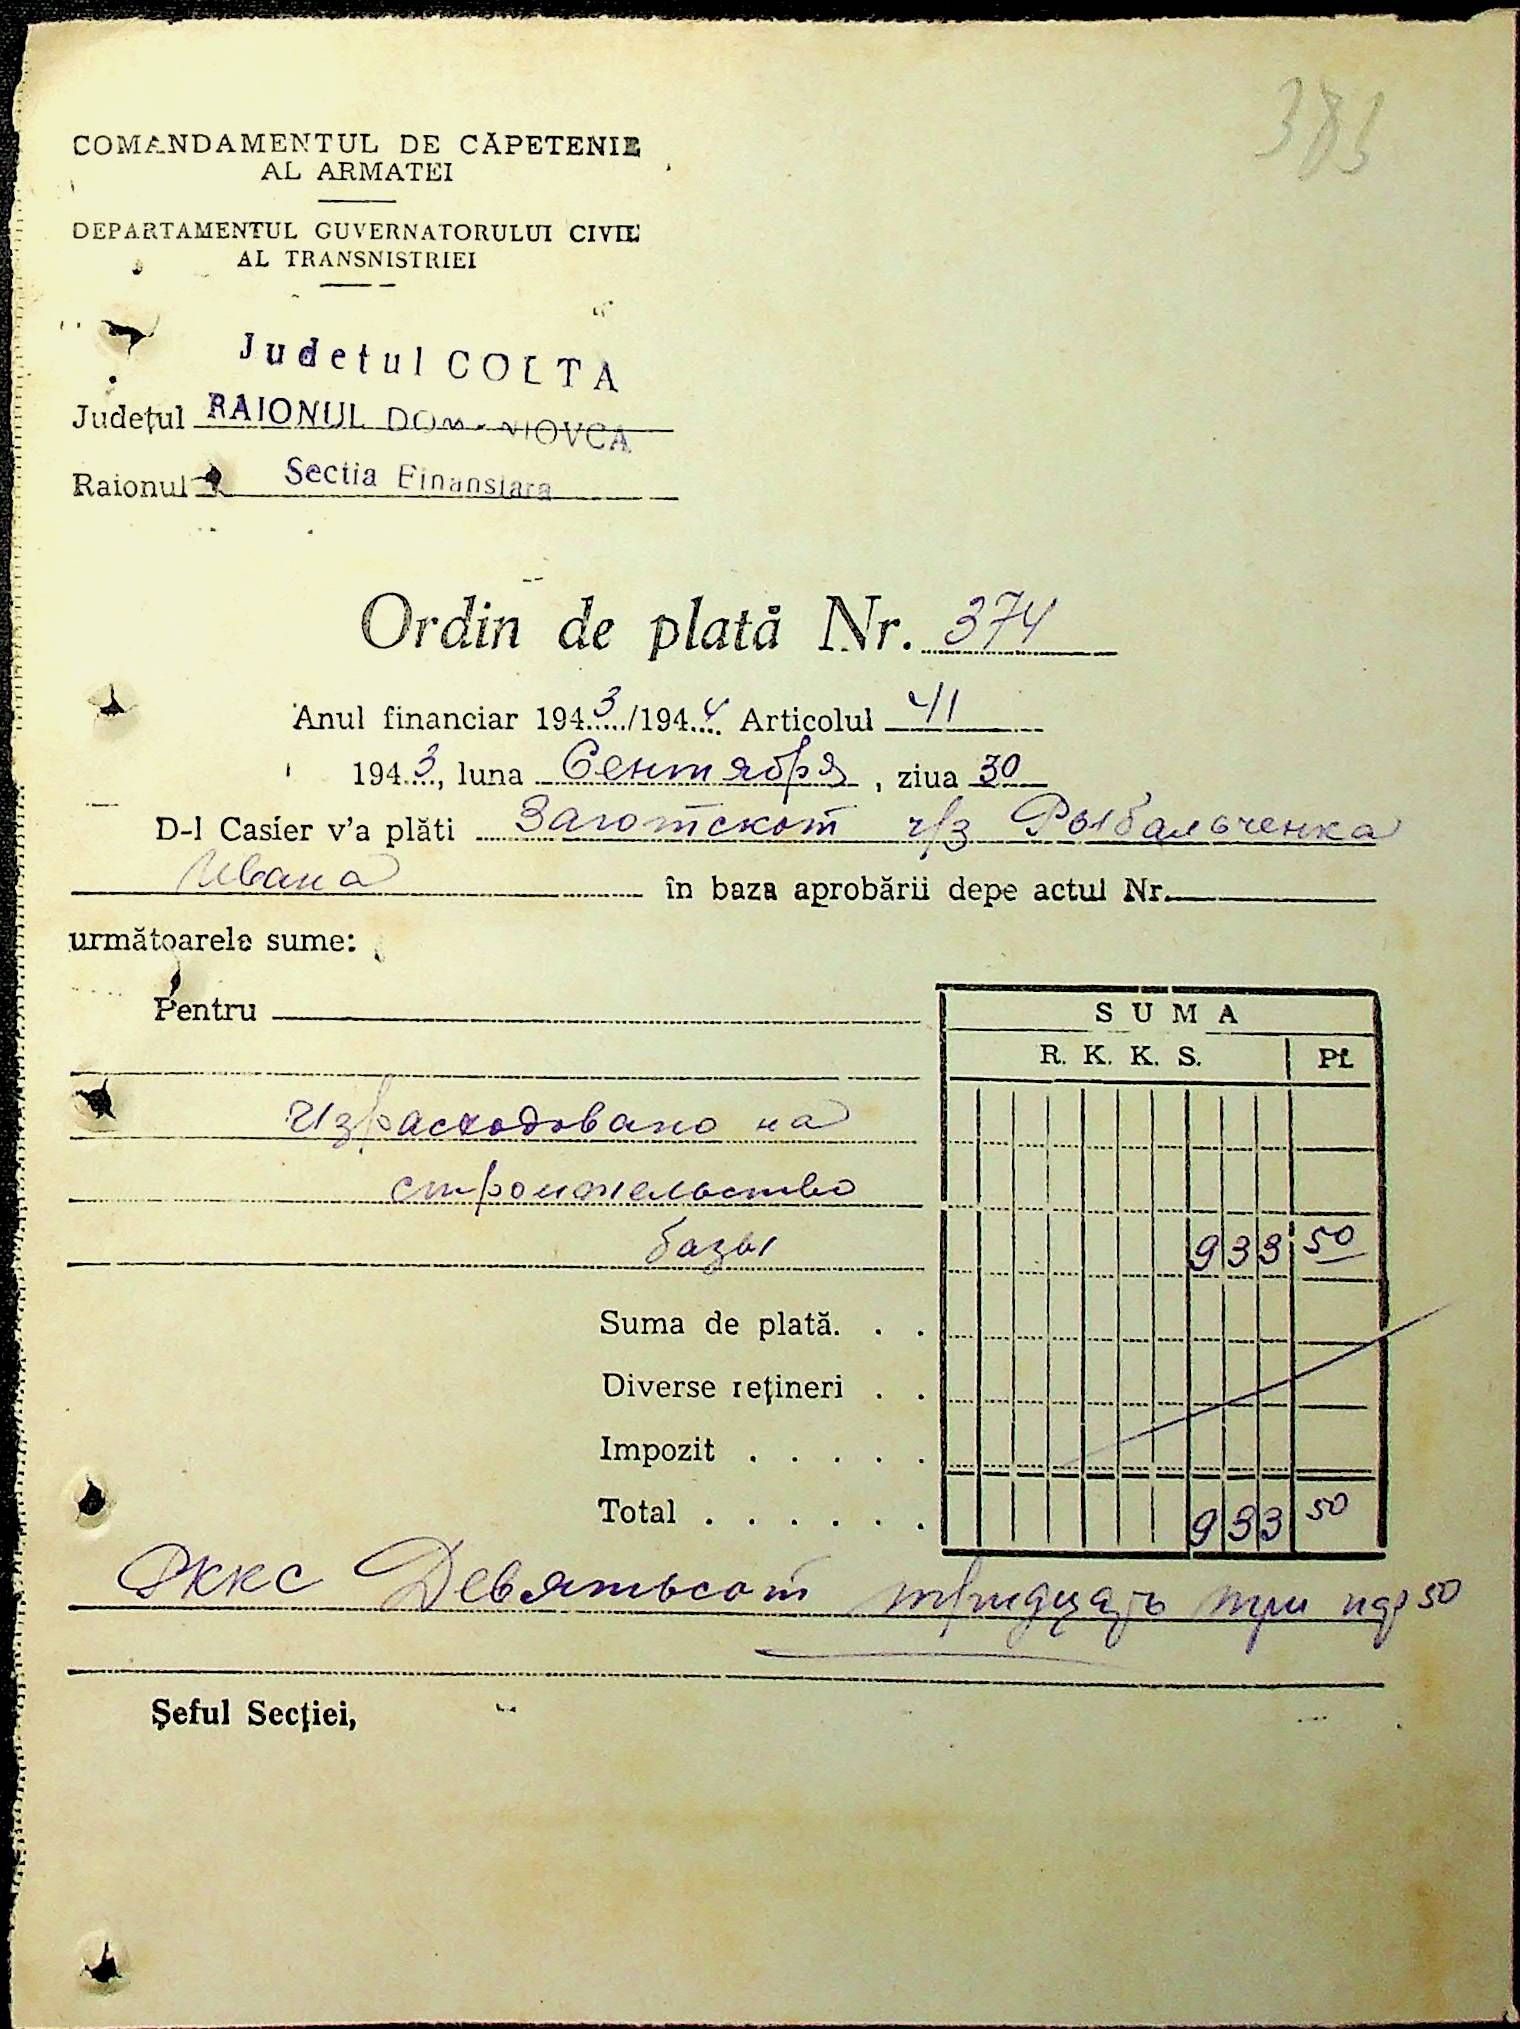 383
COMANDAMENTUL DE CĂPETENIE
AL ARMATEI
DEPARTAMENTUL GUVERNATORULUI CIVIL
AL TRANSNISTRIEI
Judetul COLTA
Județul RAIONUL DOMANIOVCA
Raionul Sectia Finansiara
Ordin de plată Nr. 374
Anul financiar 1943/1944 Articolul 41
1943, luna Сентября, ziua 30
D-l Casier v'a plăti Заготскот ч/з Рыбальченка
Ивана în baza aprobării depe actul Nr.
următoarele sume:
Pentru
SUMA
R. K. K. S. Pf.
израсходовано на
строительство
базы 933 50
Suma de plată. . .
Diverse rețineri . .
Impozit . . . . .
Total . . . . . . 933 50
РККС Девятьсот тридцать три пф 50
Șeful Secției,